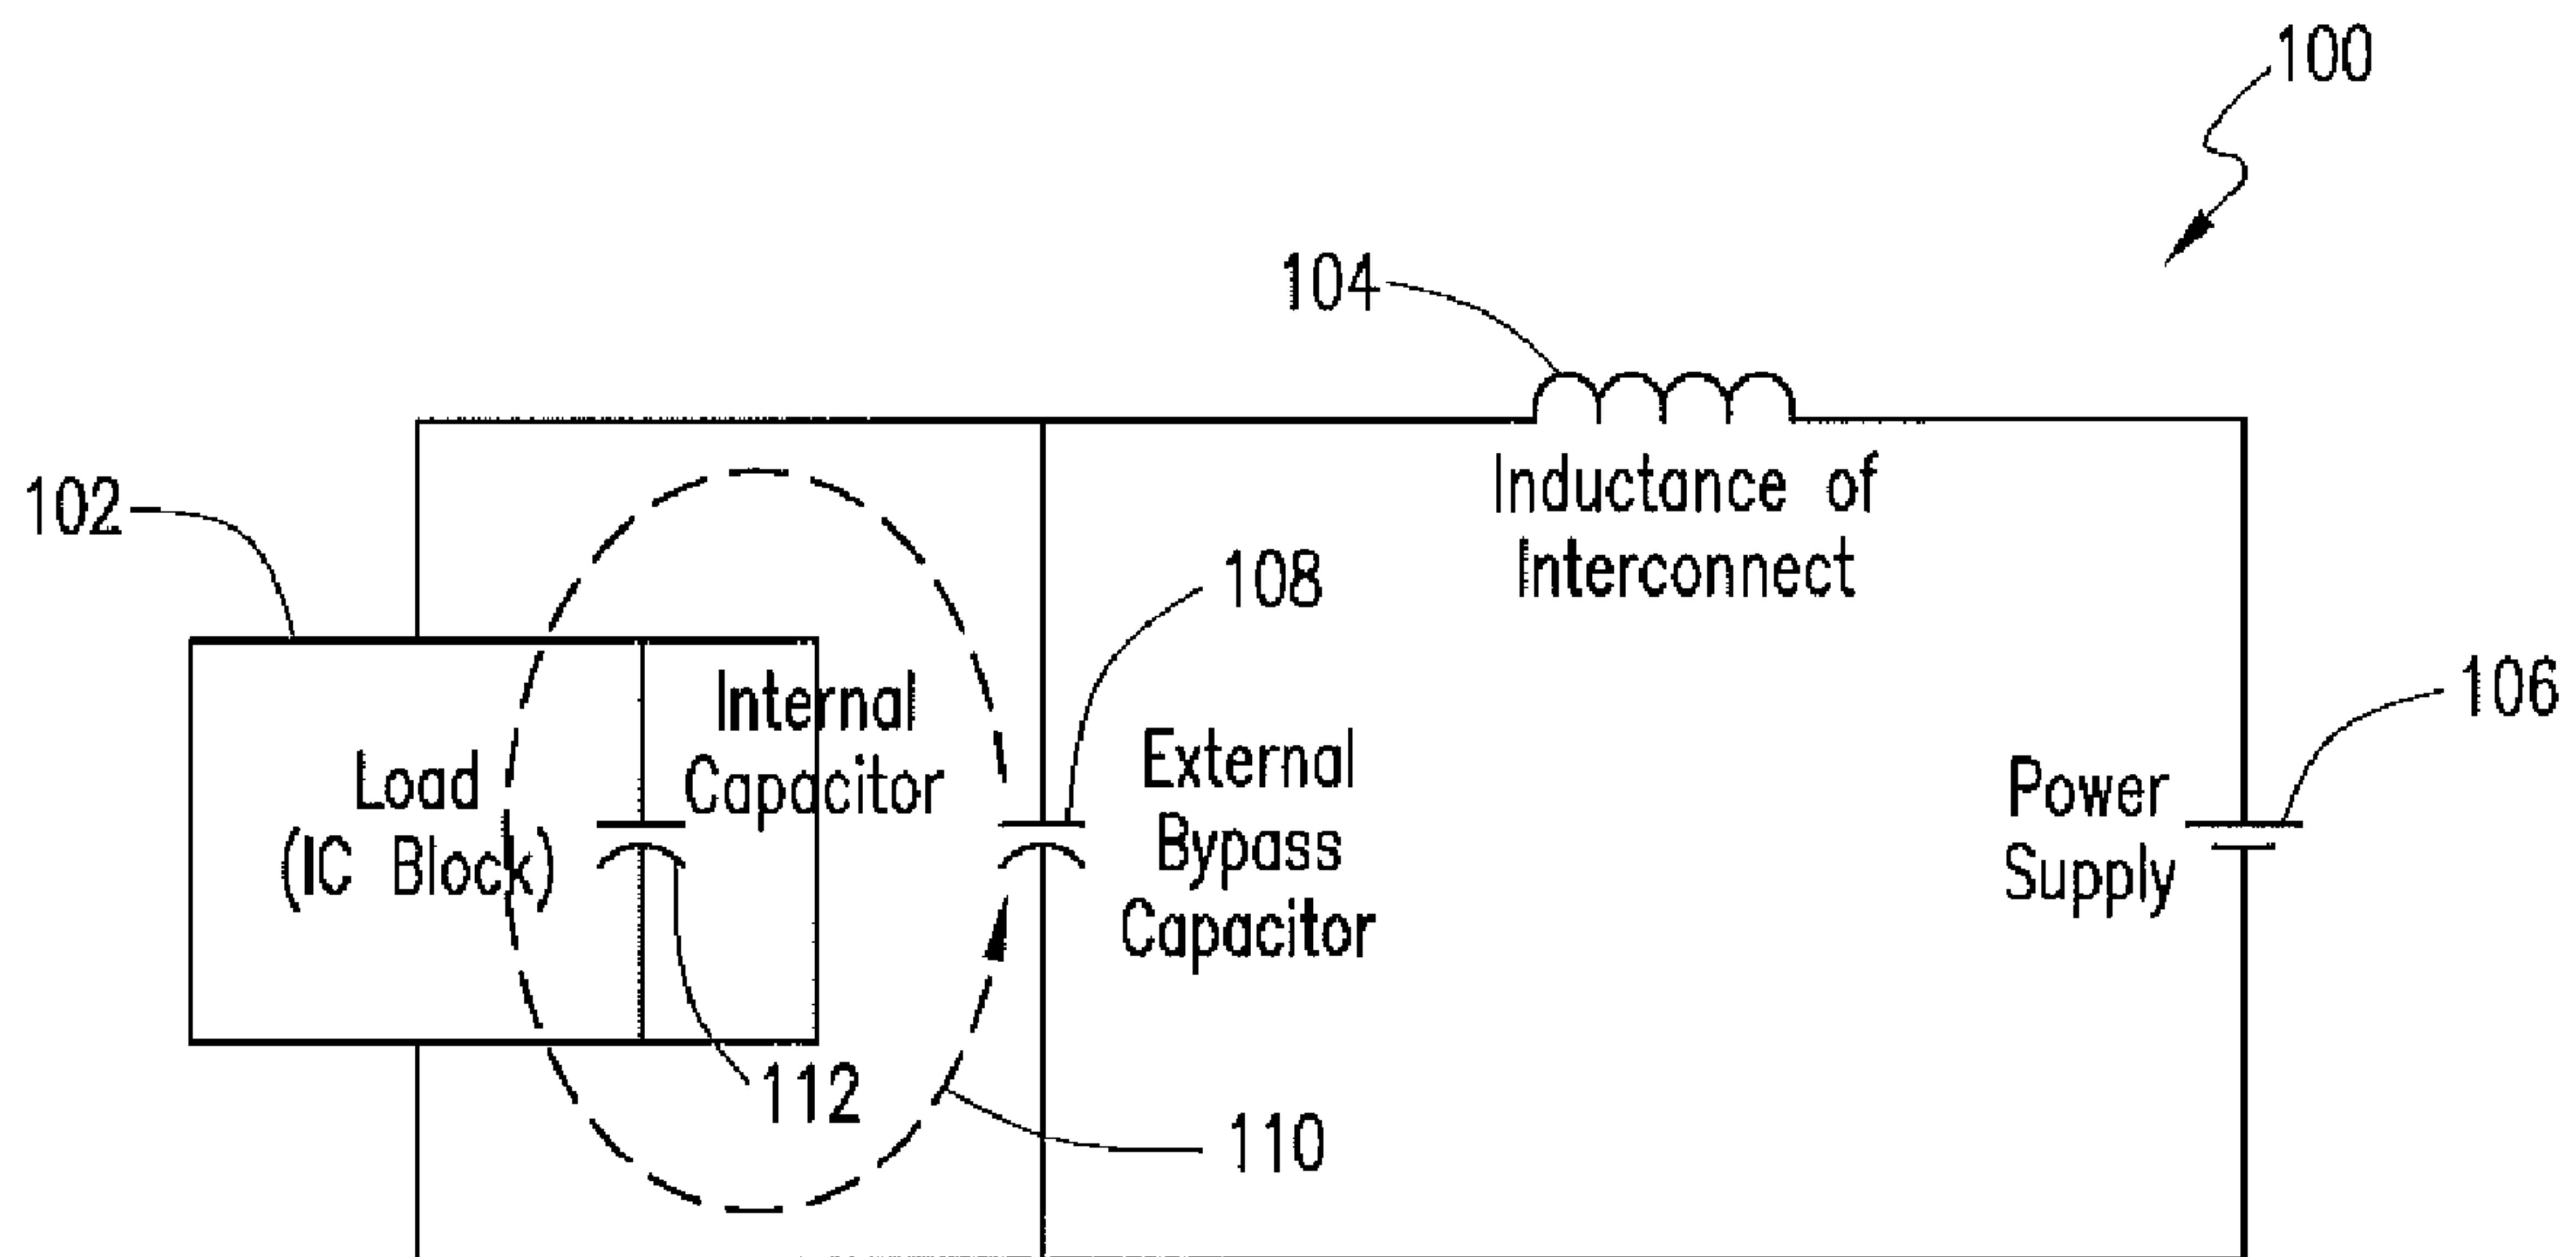 100
104
Inductance of
Interconnect
102
108
Internal
Capacitor
106
Load
(IC Block)
External
Bypass
Capacitor
Power
Supply
112
110